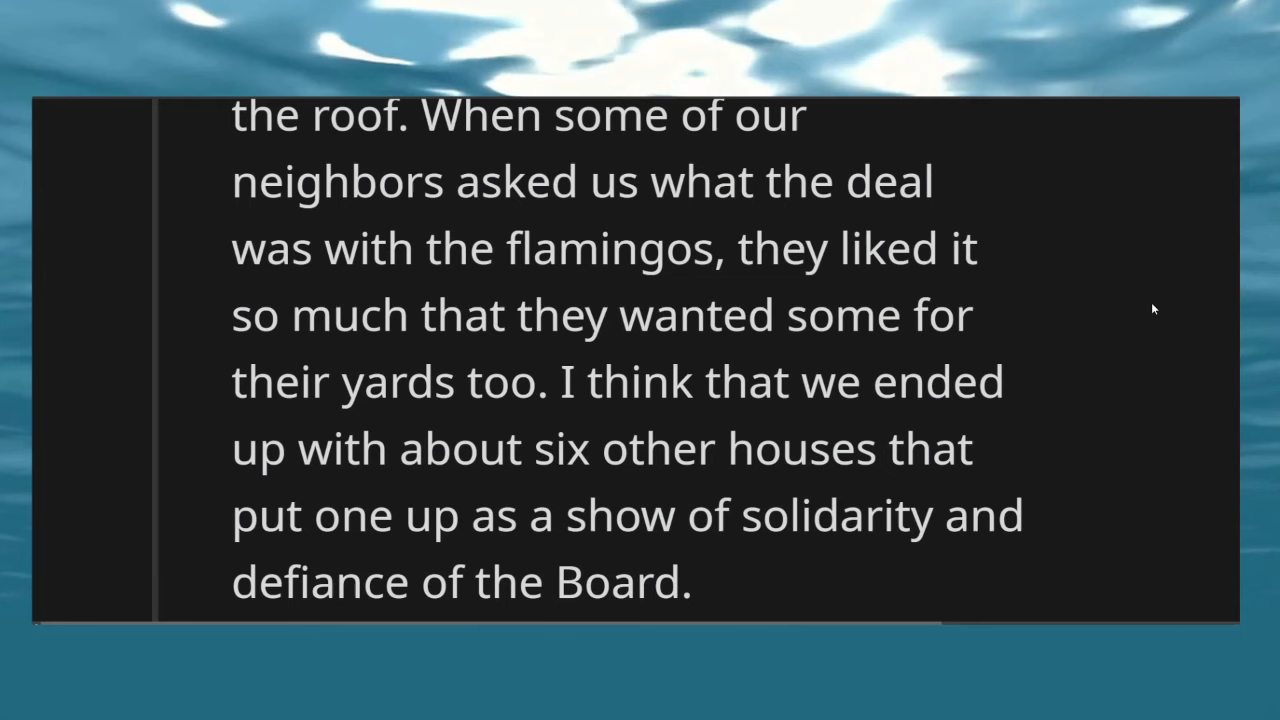 the roof. When some of our
neighbors asked us what the deal
was with the flamingos, they liked it
so much that they wanted some for
their yards too. I think that we ended
up with about six other houses that
put one up as a show of solidarity and
defiance of the Board.